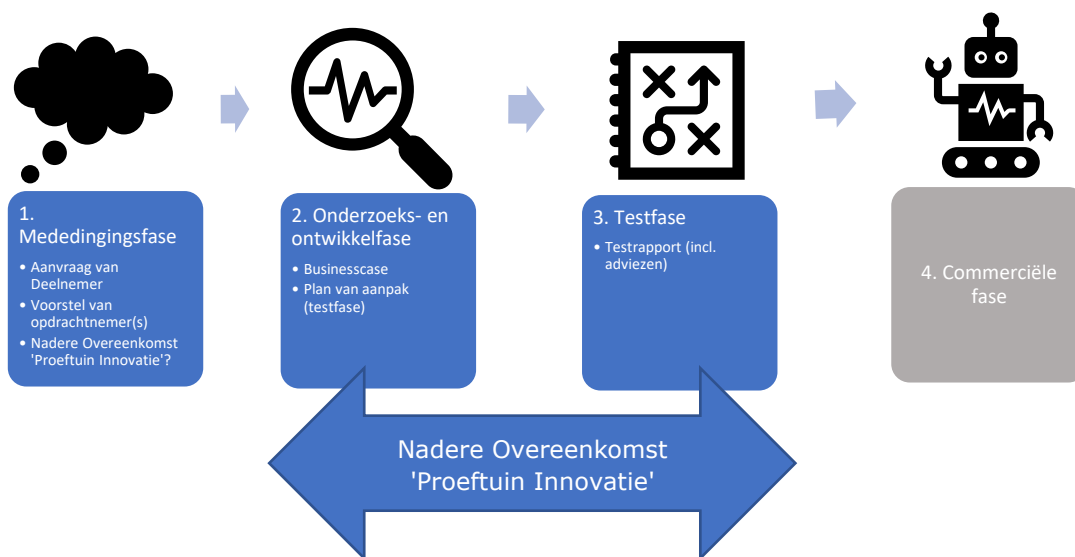 1.
Mededingingsfase
• Aanvraag van
Deelnemer
• Voorstel van
opdrachtnemer(s)
• Nadere Overeenkomst
'Proeftuin Innovatie'?
2. Onderzoeks- en
ontwikkelfase
• Businesscase
• Plan van aanpak
(testfase)
3. Testfase
• Testrapport (incl.
adviezen)
4. Commerciële
fase
Nadere Overeenkomst
'Proeftuin Innovatie'